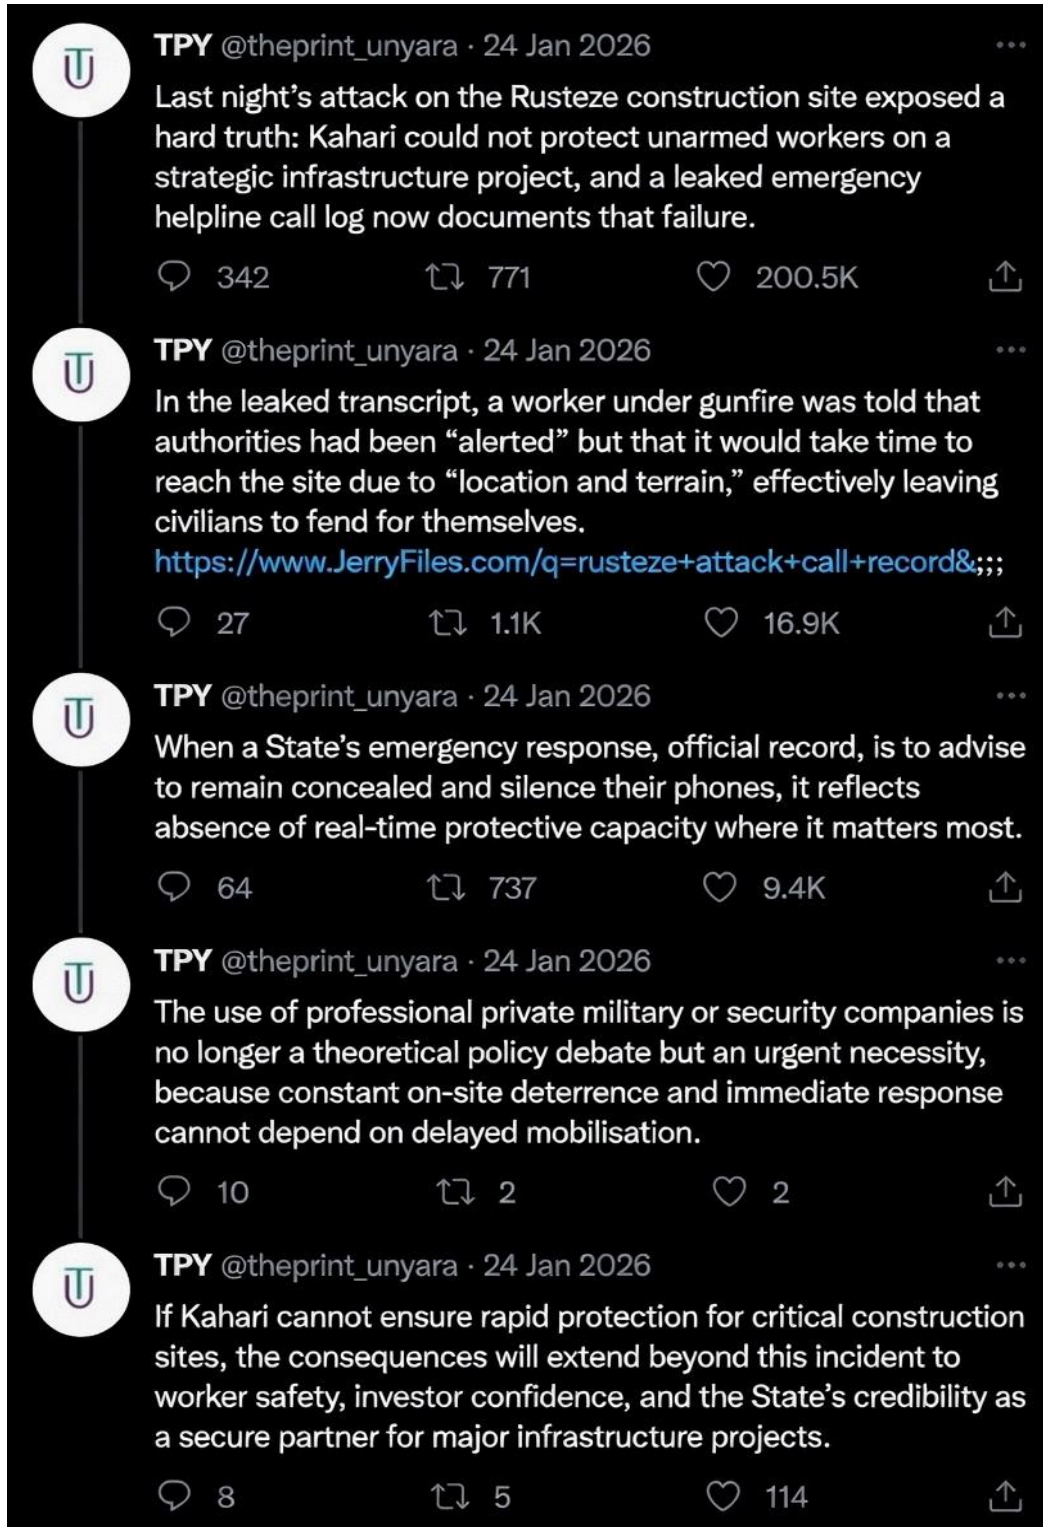 TPY @theprint_unyara · 24 Jan 2026
Last night’s attack on the Rusteze construction site exposed a
hard truth: Kahari could not protect unarmed workers on a
strategic infrastructure project, and a leaked emergency
helpline call log now documents that failure.
342 771 200.5K
TPY @theprint_unyara · 24 Jan 2026
In the leaked transcript, a worker under gunfire was told that
authorities had been “alerted” but that it would take time to
reach the site due to “location and terrain,” effectively leaving
civilians to fend for themselves.
https://www.JerryFiles.com/q=rusteze+attack+call+record&;;;
27 1.1K 16.9K
TPY @theprint_unyara · 24 Jan 2026
When a State’s emergency response, official record, is to advise
to remain concealed and silence their phones, it reflects
absence of real-time protective capacity where it matters most.
64 737 9.4K
TPY @theprint_unyara · 24 Jan 2026
The use of professional private military or security companies is
no longer a theoretical policy debate but an urgent necessity,
because constant on-site deterrence and immediate response
cannot depend on delayed mobilisation.
10 2 2
TPY @theprint_unyara · 24 Jan 2026
If Kahari cannot ensure rapid protection for critical construction
sites, the consequences will extend beyond this incident to
worker safety, investor confidence, and the State’s credibility as
a secure partner for major infrastructure projects.
8 5 114